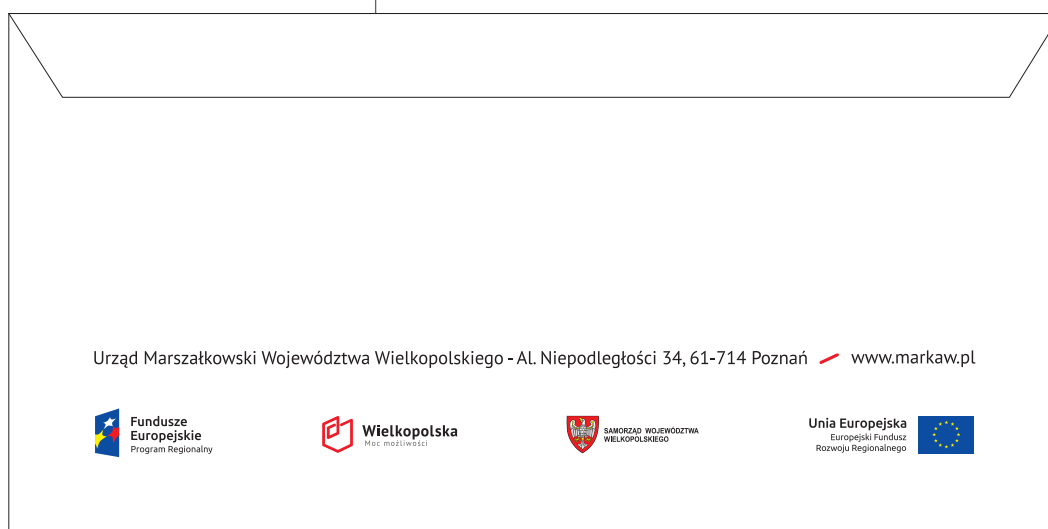 Urząd Marszałkowski Województwa Wielkopolskiego - Al. Niepodległości 34, 61-714 Poznań www.markaw.pl
Fundusze
Europejskie
Program Regionalny
Wielkopolska
Moc możliwości
SAMORZĄD WOJEWÓDZTWA
WIELKOPOLSKIEGO
Unia Europejska
Europejski Fundusz
Rozwoju Regionalnego